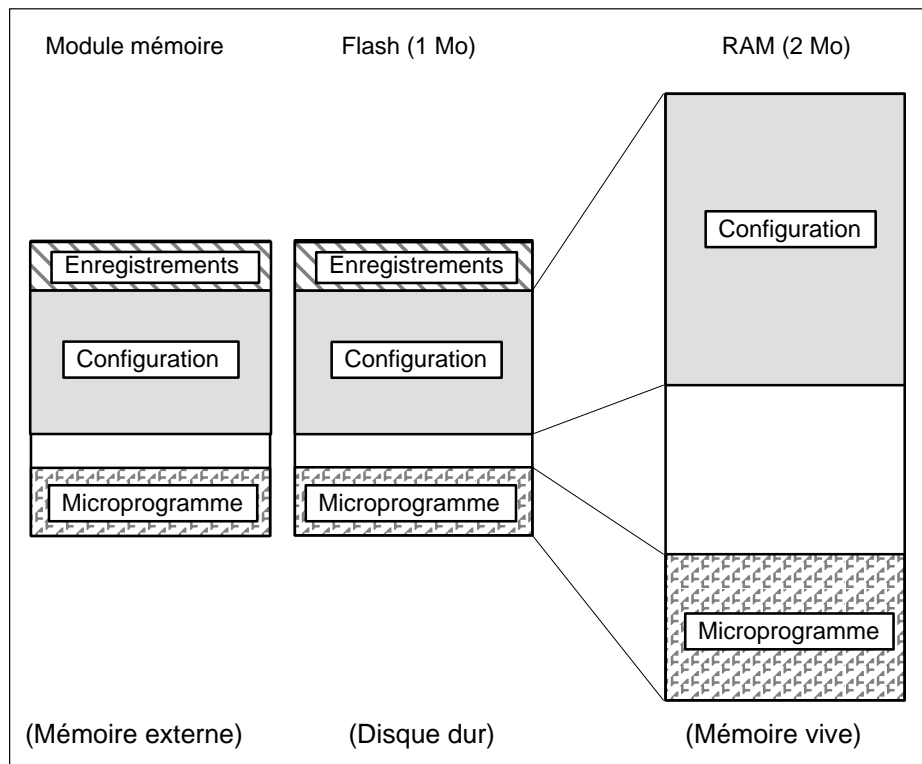 Module mémoire
Flash (1 Mo)
RAM (2 Mo)
Enregistrements
Configuration
Microprogramme
Enregistrements
Configuration
Microprogramme
Configuration
Microprogramme
(Mémoire externe)
(Disque dur)
(Mémoire vive)